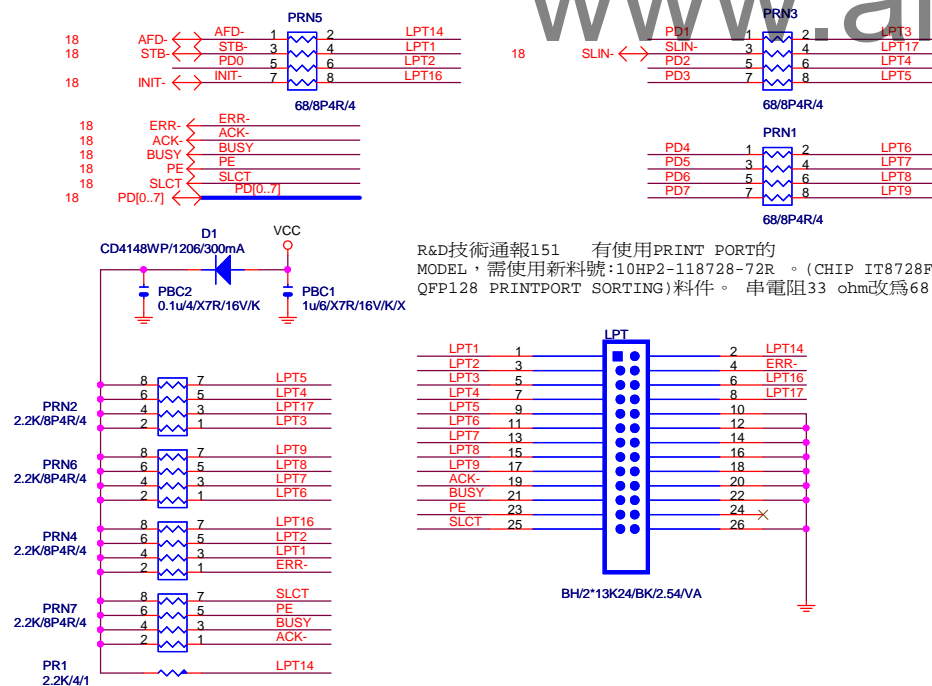 www.a
PRN5
18 AFD- AFD- 1 2 LPT14
18 STB- STB- 3 4 LPT1
PD0 5 6 LPT2
18 INIT- INIT- 7 8 LPT16
68/8P4R/4
PRN3
PD1 1 2 LPT3
18 SLIN- SLIN- 3 4 LPT17
PD2 5 6 LPT4
PD3 7 8 LPT5
68/8P4R/4
18 ERR- ERR-
18 ACK- ACK-
18 BUSY BUSY
18 PE PE
18 SLCT SLCT
18 PD[0..7] PD[0..7]
PRN1
PD4 1 2 LPT6
PD5 3 4 LPT7
PD6 5 6 LPT8
PD7 7 8 LPT9
68/8P4R/4
D1
CD4148WP/1206/300mA
VCC
PBC2
0.1u/4/X7R/16V/K
PBC1
1u/6/X7R/16V/K/X
R&D技術通報151 有使用PRINT PORT的
MODEL，需使用新料號:10HP2-118728-72R 。(CHIP IT8728F
QFP128 PRINTPORT SORTING)料件。 串電阻33 ohm改爲68
8 7 LPT5
6 5 LPT4
4 3 LPT17
2 1 LPT3
PRN2
2.2K/8P4R/4
8 7 LPT9
6 5 LPT8
4 3 LPT7
2 1 LPT6
PRN6
2.2K/8P4R/4
8 7 LPT16
6 5 LPT2
4 3 LPT1
2 1 ERR-
PRN4
2.2K/8P4R/4
8 7 SLCT
6 5 PE
4 3 BUSY
2 1 ACK-
PRN7
2.2K/8P4R/4
PR1
2.2K/4/1
LPT14
LPT
LPT1 1 2 LPT14
LPT2 3 4 ERR-
LPT3 5 6 LPT16
LPT4 7 8 LPT17
LPT5 9 10
LPT6 11 12
LPT7 13 14
LPT8 15 16
LPT9 17 18
ACK- 19 20
BUSY 21 22
PE 23 24
SLCT 25 26
BH/2*13K24/BK/2.54/VA